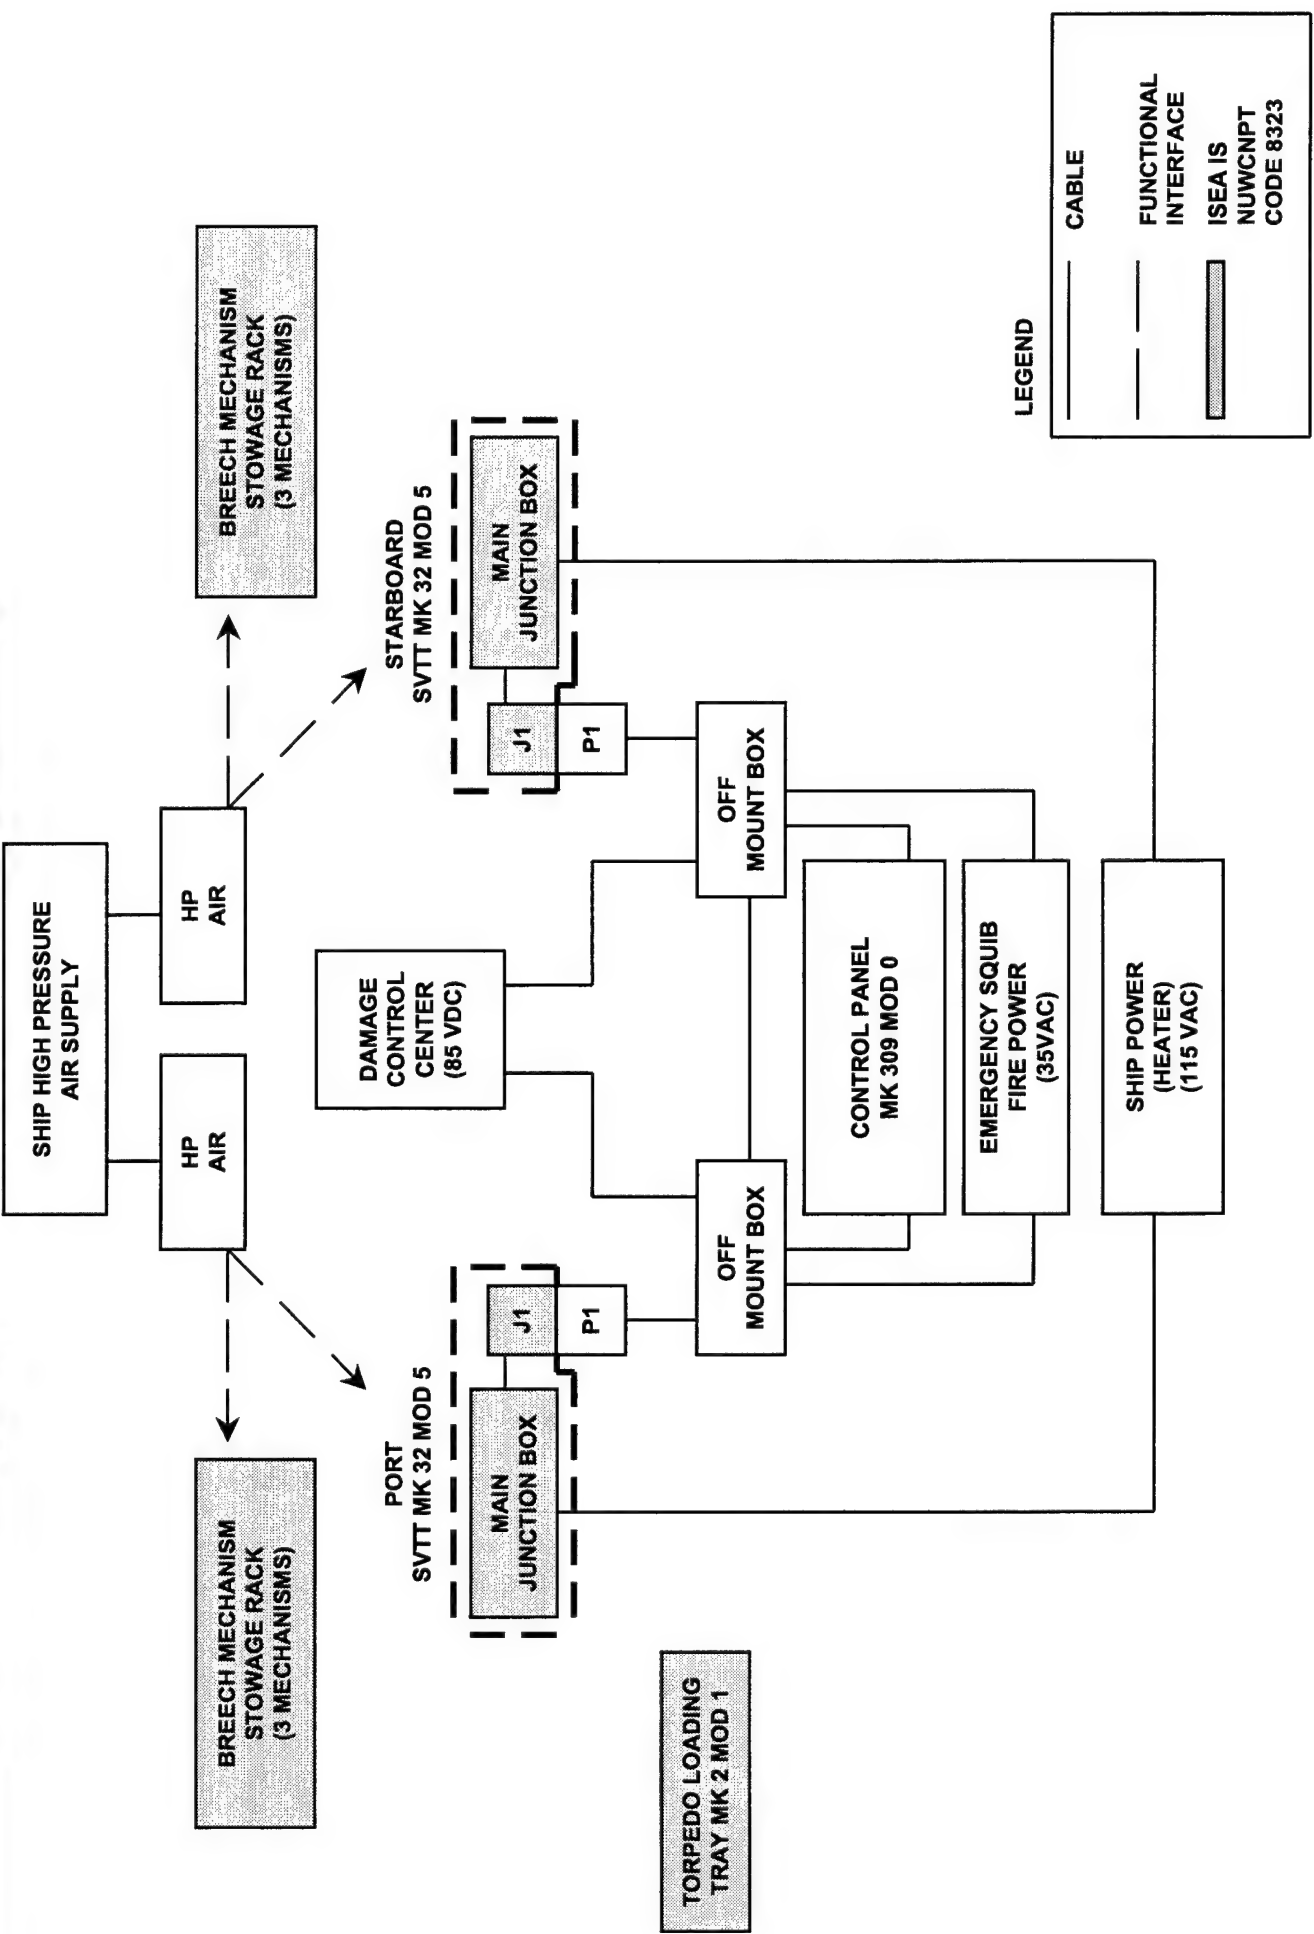 SHIP HIGH PRESSURE
AIR SUPPLY
HP
AIR
HP
AIR
BREECH MECHANISM
STOWAGE RACK
(3 MECHANISMS)
BREECH MECHANISM
STOWAGE RACK
(3 MECHANISMS)
DAMAGE
CONTROL
CENTER
(85 VDC)
PORT
SVTT MK 32 MOD 5
STARBOARD
SVTT MK 32 MOD 5
MAIN
JUNCTION BOX
J1
P1
J1
P1
MAIN
JUNCTION BOX
TORPEDO LOADING
TRAY MK 2 MOD 1
OFF
MOUNT BOX
OFF
MOUNT BOX
CONTROL PANEL
MK 309 MOD 0
EMERGENCY SQUIB
FIRE POWER
(35VAC)
SHIP POWER
(HEATER)
(115 VAC)
LEGEND
CABLE
FUNCTIONAL
INTERFACE
ISEA IS
NUWCNPT
CODE 8323